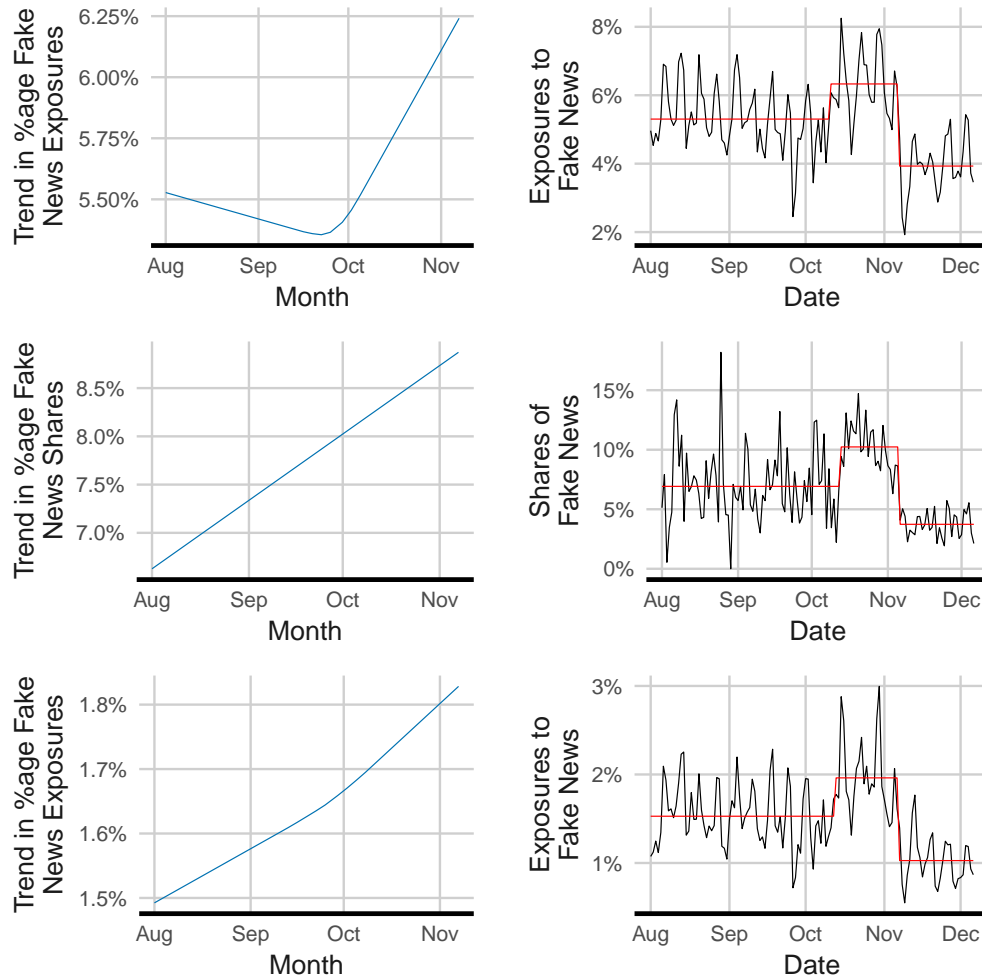 Trend in %age Fake
News Exposures
6.25%
6.00%
5.75%
5.50%
Aug Sep Oct Nov
Month
Exposures to
Fake News
8%
6%
4%
2%
Aug Sep Oct Nov Dec
Date
Trend in %age Fake
News Shares
8.5%
8.0%
7.5%
7.0%
Aug Sep Oct Nov
Month
Shares of
Fake News
15%
10%
5%
0%
Aug Sep Oct Nov Dec
Date
Trend in %age Fake
News Exposures
1.8%
1.7%
1.6%
1.5%
Aug Sep Oct Nov
Month
Exposures to
Fake News
3%
2%
1%
Aug Sep Oct Nov Dec
Date